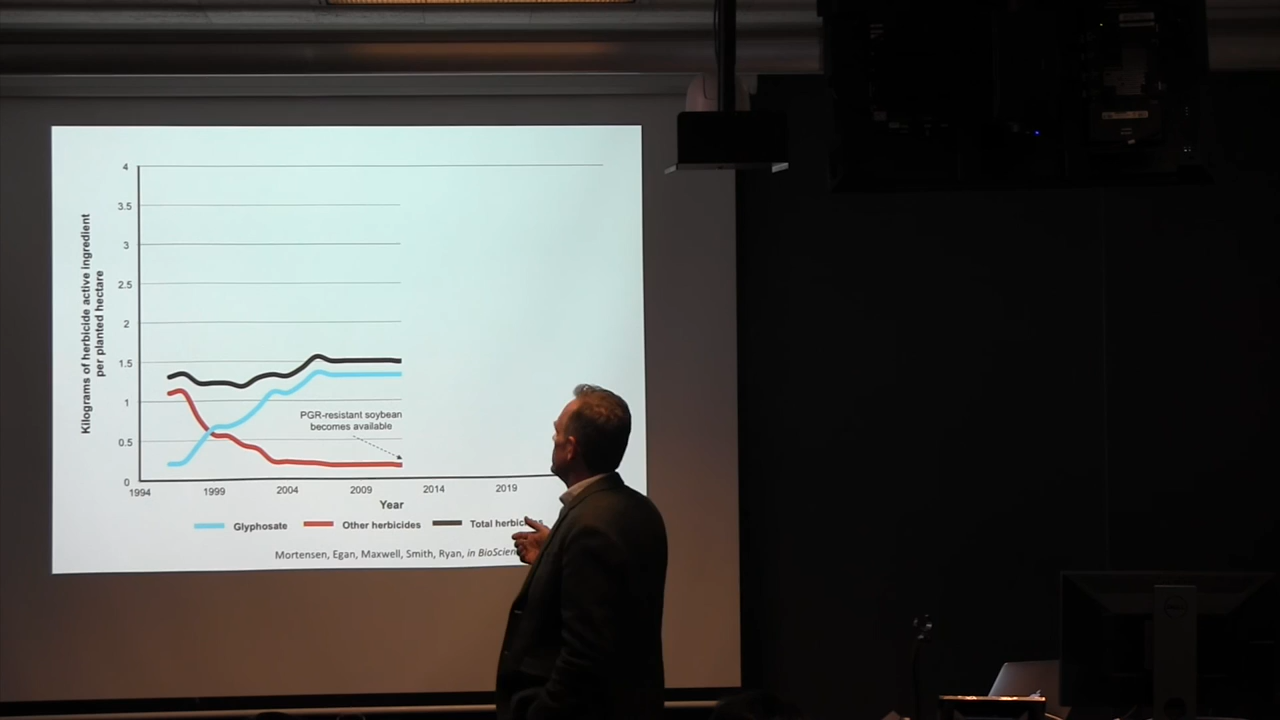 4
3.5
3
2.5
2
1.5
1
0.5
0
Kilograms of herbicide active ingredient
per planted hectare
PGR-resistant soybean
becomes available
1994 1999 2004 2009 2014 2019
Year
Glyphosate Other herbicides Total
Mortensen, Egan, Maxwell, Smith, Ryan, in